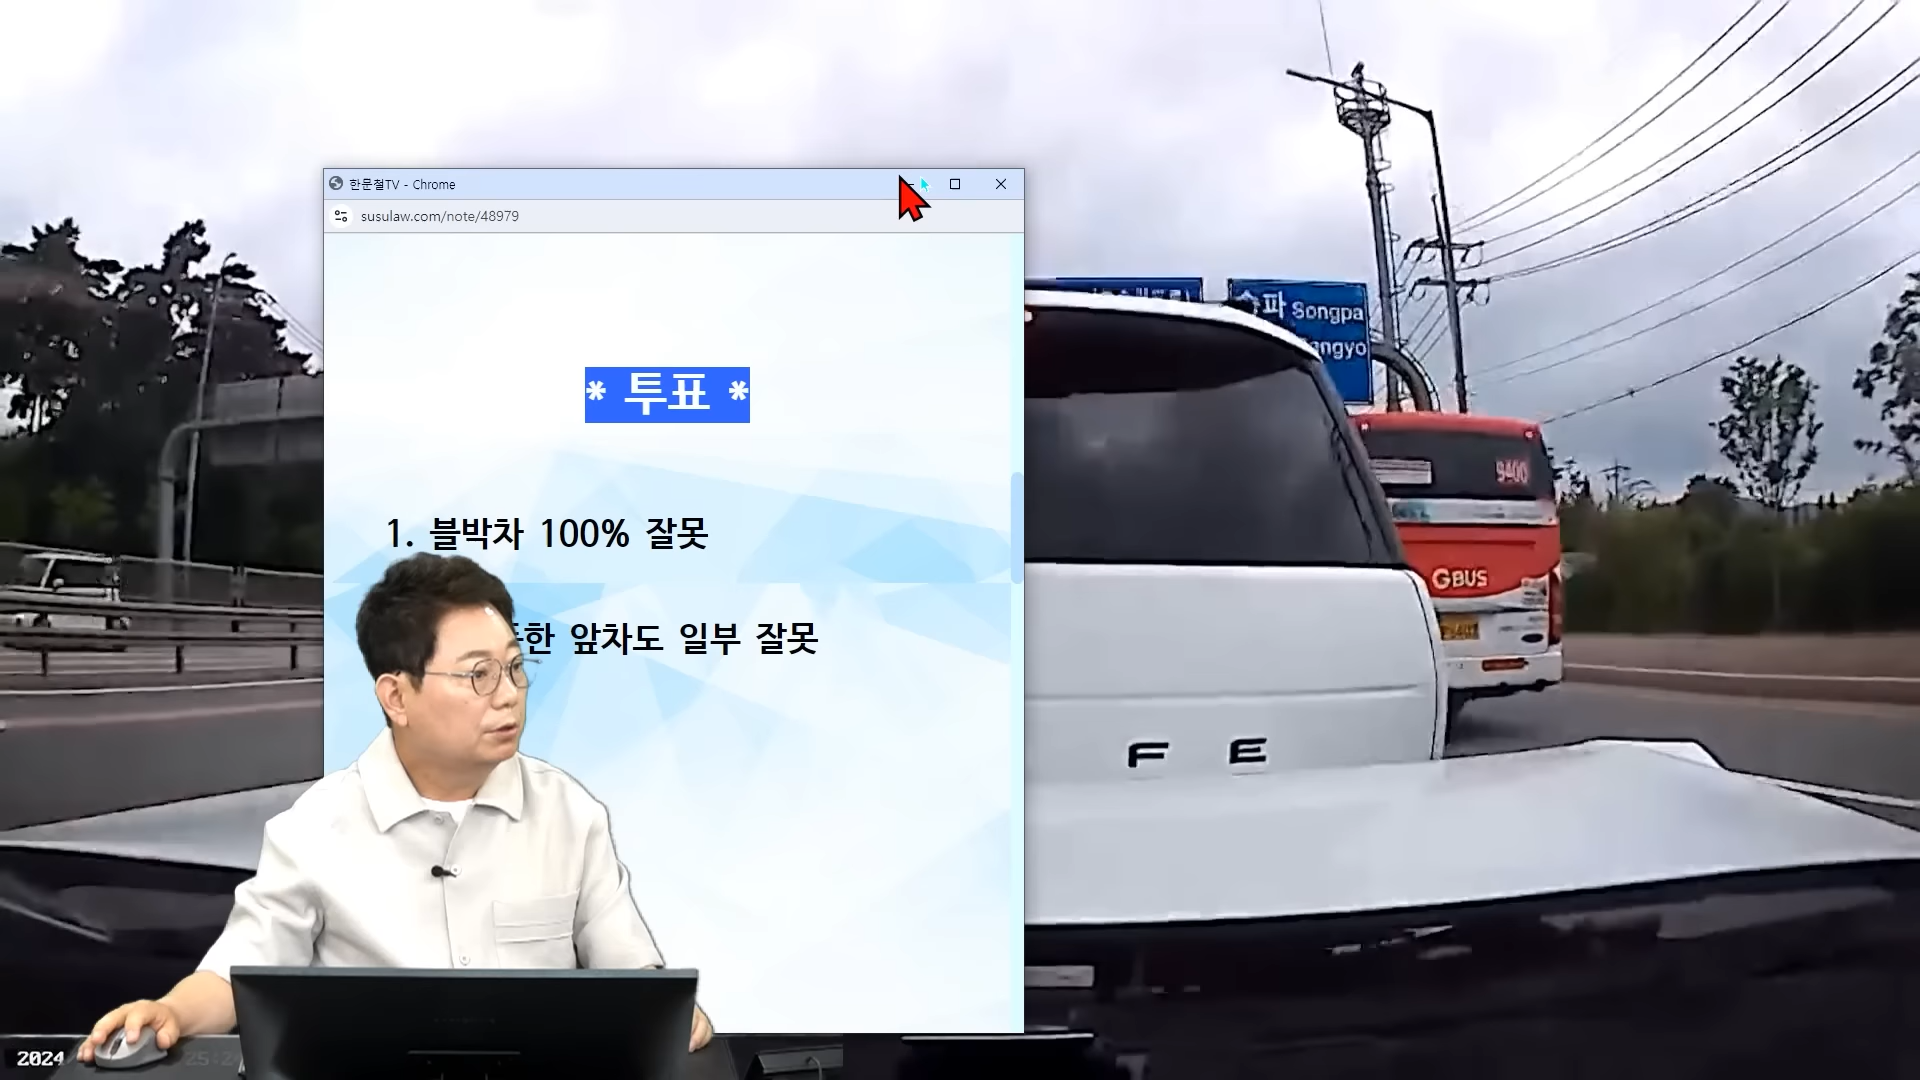 한문철TV - Chrome
susulaw.com/note/48979
* 투표 *
1. 블박차 100% 잘못
한 앞차도 일부 잘못
송파 Songpa
9400
GBUS
F E
2024